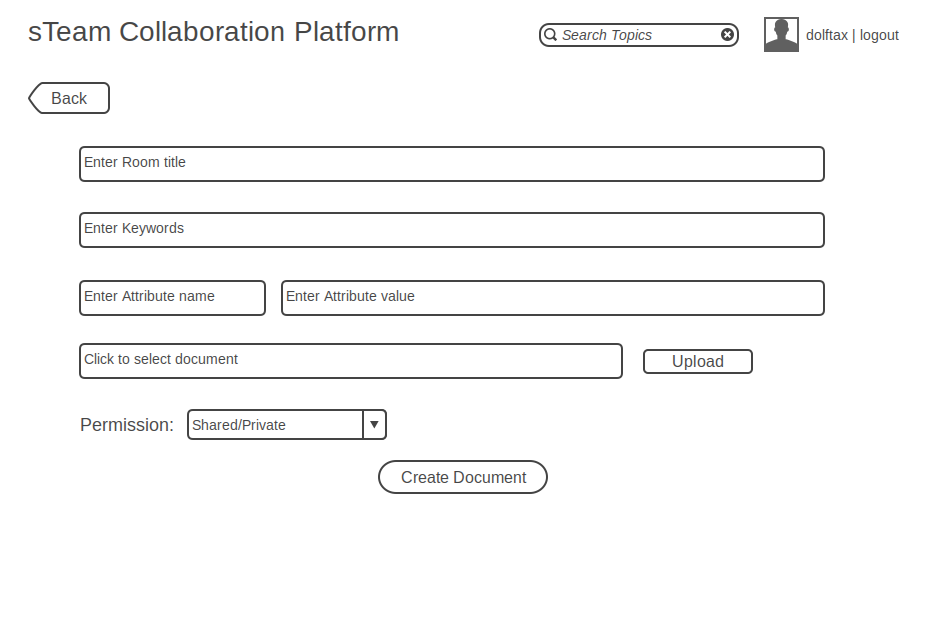 sTeam Collaboration Platform
Search Topics
dolftax | logout
Back
Enter Room title
Enter Keywords
Enter Attribute name
Enter Attribute value
Click to select document
Upload
Permission:
Shared/Private
Create Document